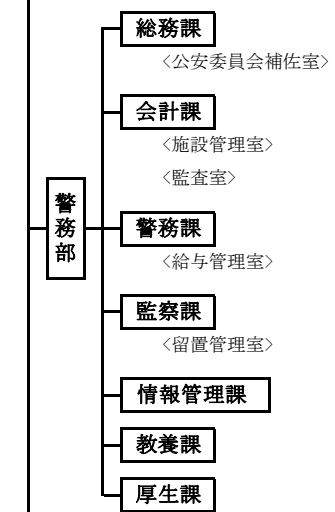 総務課
<公安委員会補佐室>
会計課
<施設管理室>
<監査室>
警務部
警務課
<給与管理室>
監察課
<留置管理室>
情報管理課
教養課
厚生課